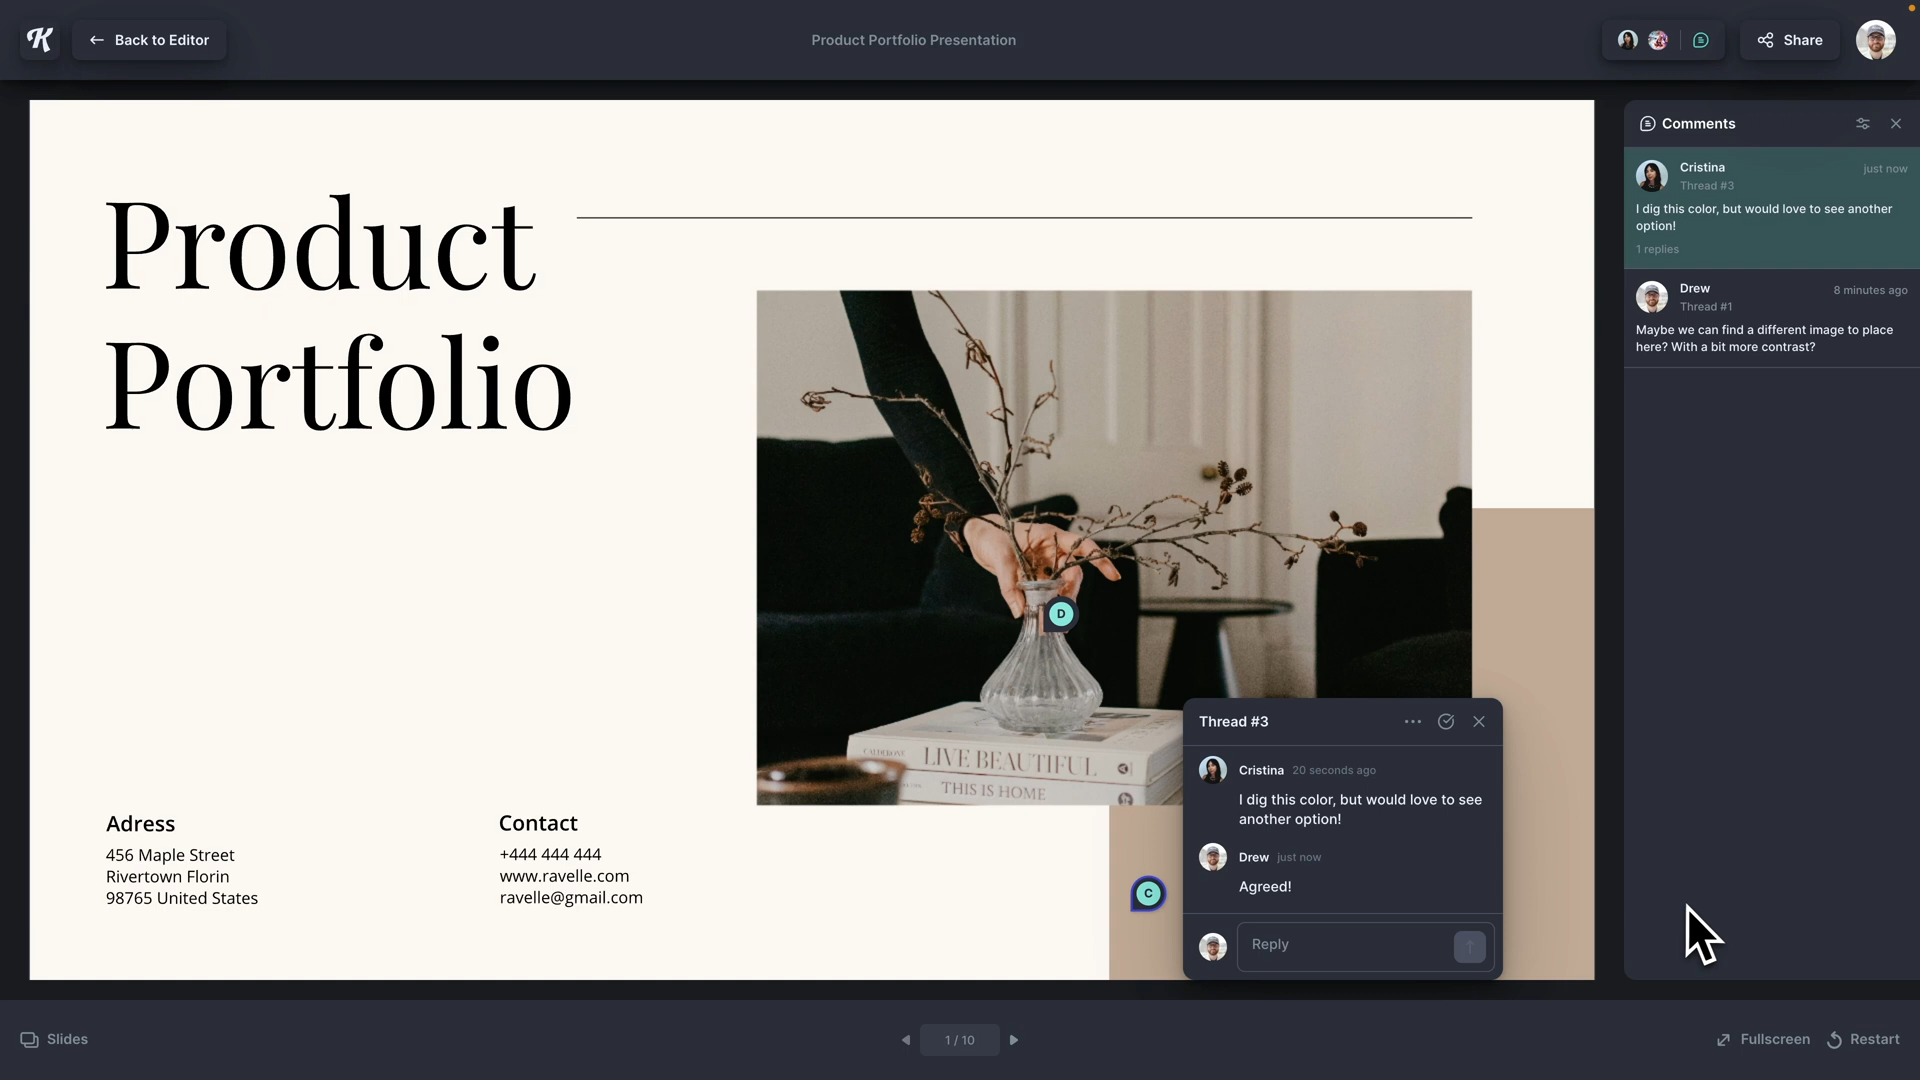 K
Back to Editor
Product Portfolio Presentation
Share
Product
Portfolio
CALDERONE
LIVE BEAUTIFUL
THIS IS HOME
D
C
Adress
456 Maple Street
Rivertown Florin
98765 United States
Contact
+444 444 444
www.ravelle.com
ravelle@gmail.com
Thread #3
Cristina 20 seconds ago
I dig this color, but would love to see
another option!
Drew just now
Agreed!
Reply
Comments
Cristina just now
Thread #3
I dig this color, but would love to see another
option!
1 replies
Drew 8 minutes ago
Thread #1
Maybe we can find a different image to place
here? With a bit more contrast?
Slides
1 / 10
Fullscreen
Restart